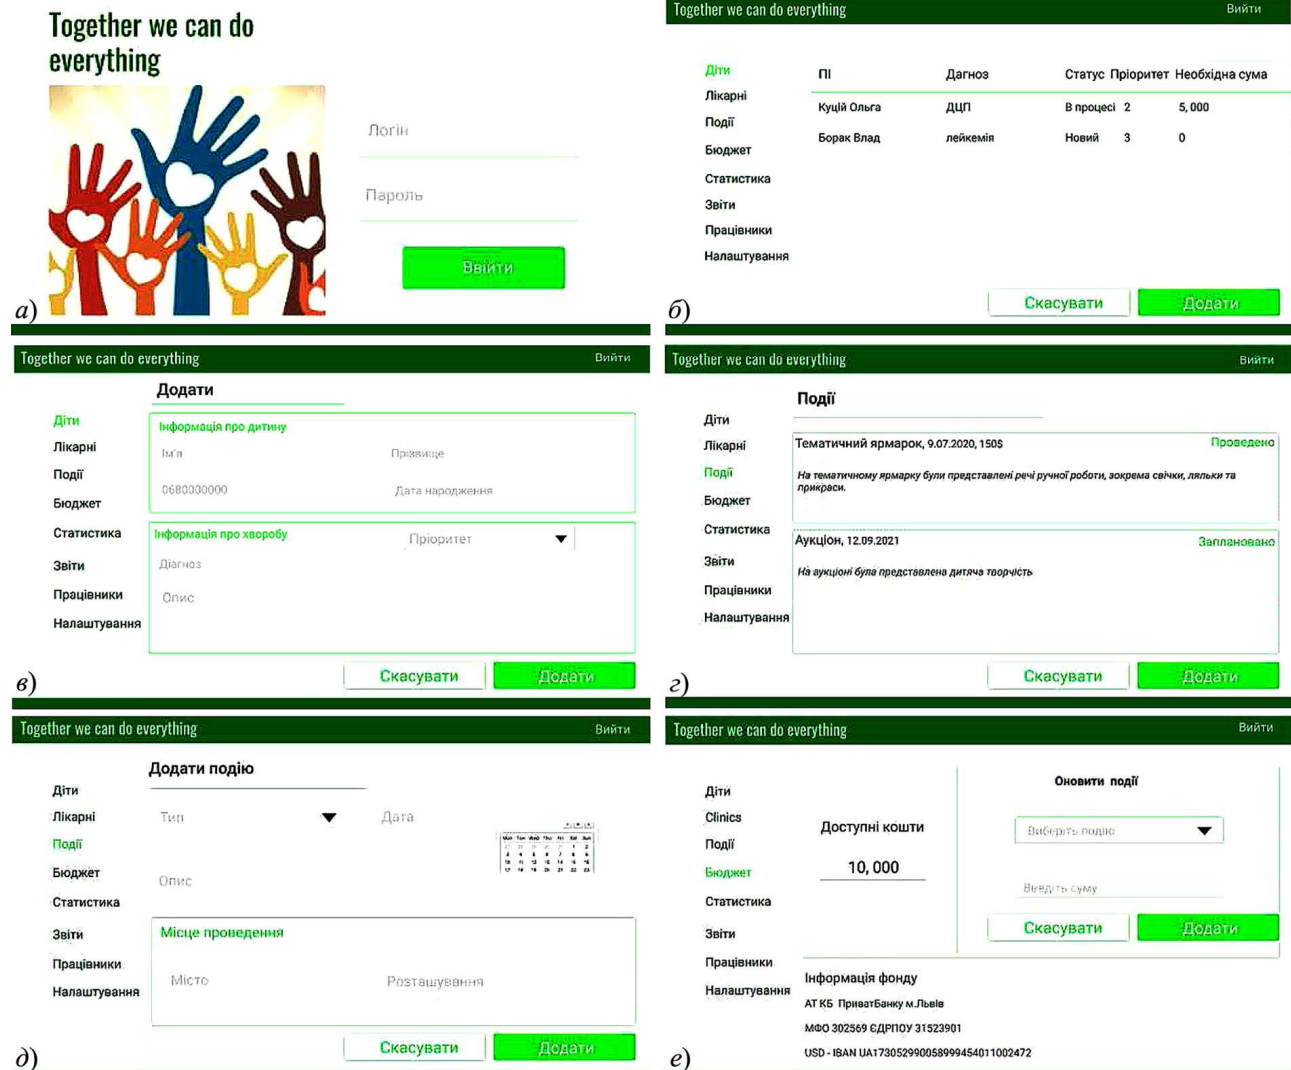 Together we can do
everything
Логін
Пароль
Ввійти
а)
Together we can do everything Вийти
Діти
Лікарні
Події
Бюджет
Статистика
Звіти
Працівники
Налаштування
ПІ Дагноз Статус Пріоритет Необхідна сума
Куцій Ольга ДЦП В процесі 2 5,000
Борак Влад лейкемія Новий 3 0
Скасувати Додати
б)
Together we can do everything Вийти
Додати
Діти
Лікарні
Події
Бюджет
Статистика
Звіти
Працівники
Налаштування
Інформація про дитину
Ім'я Прізвище
0680000000 Дата народження
Інформація про хворобу Пріоритет
Діагноз
Опис
Скасувати Додати
в)
Together we can do everything Вийти
Події
Діти
Лікарні
Події
Бюджет
Статистика
Звіти
Працівники
Налаштування
Тематичний ярмарок, 9.07.2020, 150$ Проведено
На тематичному ярмарку були представлені речі ручної роботи, зокрема свічки, ляльки та
прикраси.
Аукціон, 12.09.2021 Заплановано
На аукціоні була представлена дитяча творчість
Скасувати Додати
г)
Together we can do everything Вийти
Додати подію
Діти
Лікарні
Події
Бюджет
Статистика
Звіти
Працівники
Налаштування
Тип Дата
Опис
Місце проведення
Місто Розташування
Скасувати Додати
д)
Together we can do everything Вийти
Діти
Clinics
Події
Бюджет
Статистика
Звіти
Працівники
Налаштування
Доступні кошти
10,000
Оновити події
Виберіть подію
Введіть суму
Скасувати Додати
Інформація фонду
АТ КБ ПриватБанку м.Львів
МФО 302569 ЄДРПОУ 31523901
USD - IBAN UA173052990058999454011002472
е)